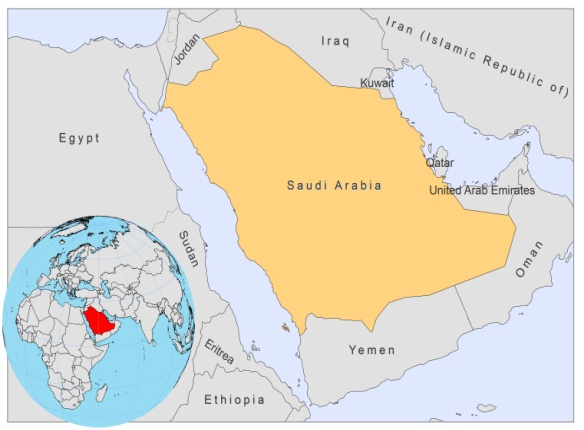 Jordan
Iraq
Iran (Islamic Republic of)
Kuwait
Egypt
Qatar
Saudi Arabia
United Arab Emirates
Sudan
Oman
Eritrea
Yemen
Ethiopia